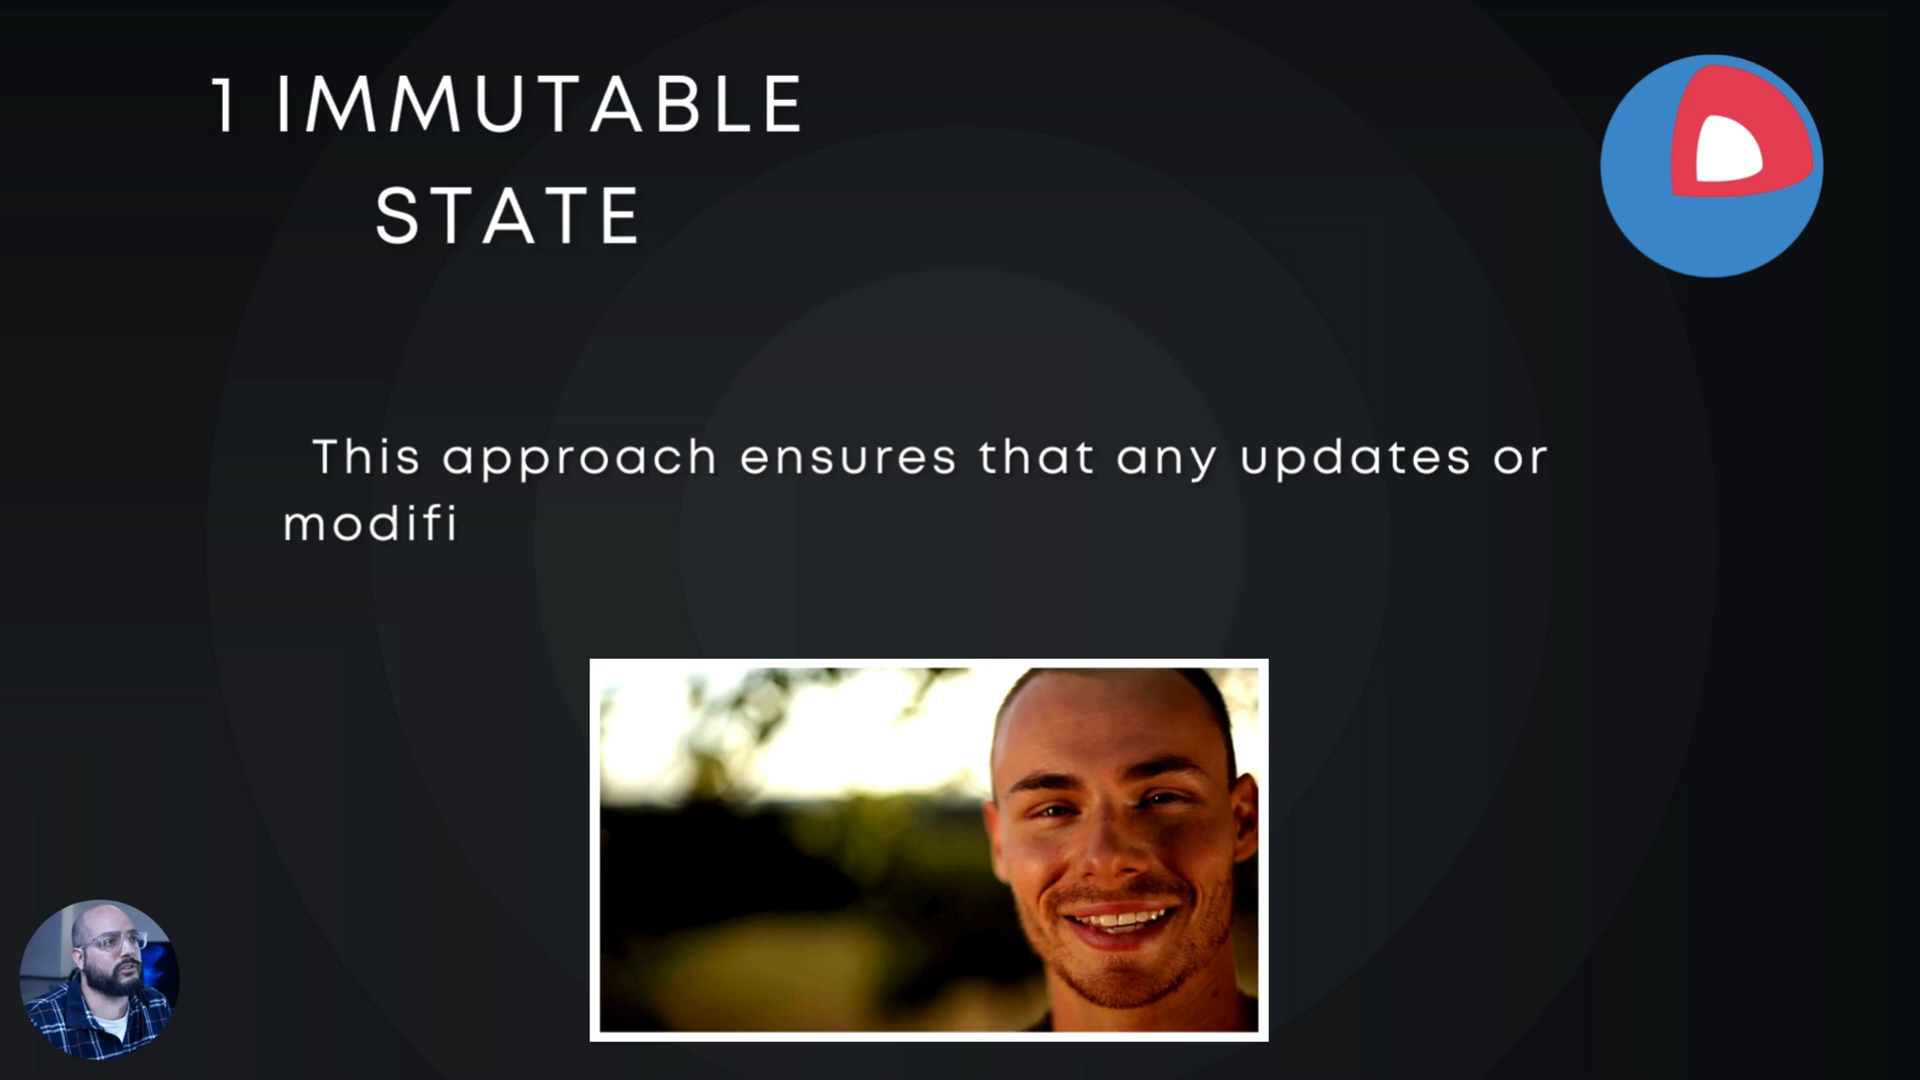 1 IMMUTABLE
STATE
This approach ensures that any updates or
modifi